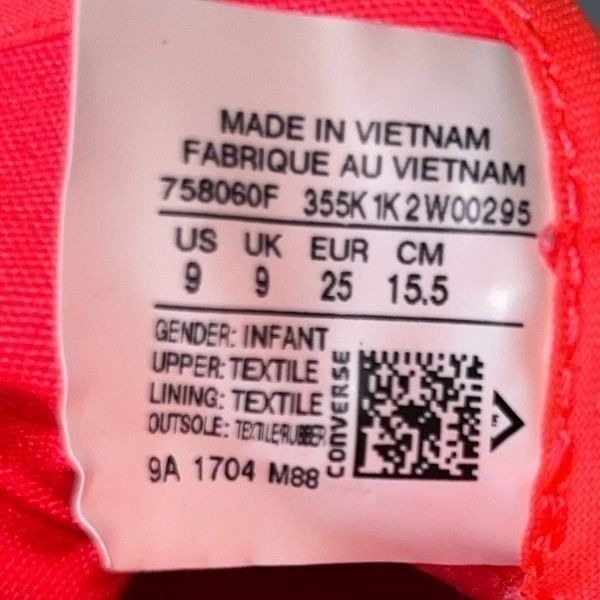 MADE IN VIETNAM
FABRIQUE AU VIETNAM
758060F 355K1K2W00295
US UK EUR CM
9 9 25 15.5
GENDER: INFANT
UPPER: TEXTILE
LINING: TEXTILE
OUTSOLE: TEXTILE/RUBBER
CONVERSE
9A 1704 M88